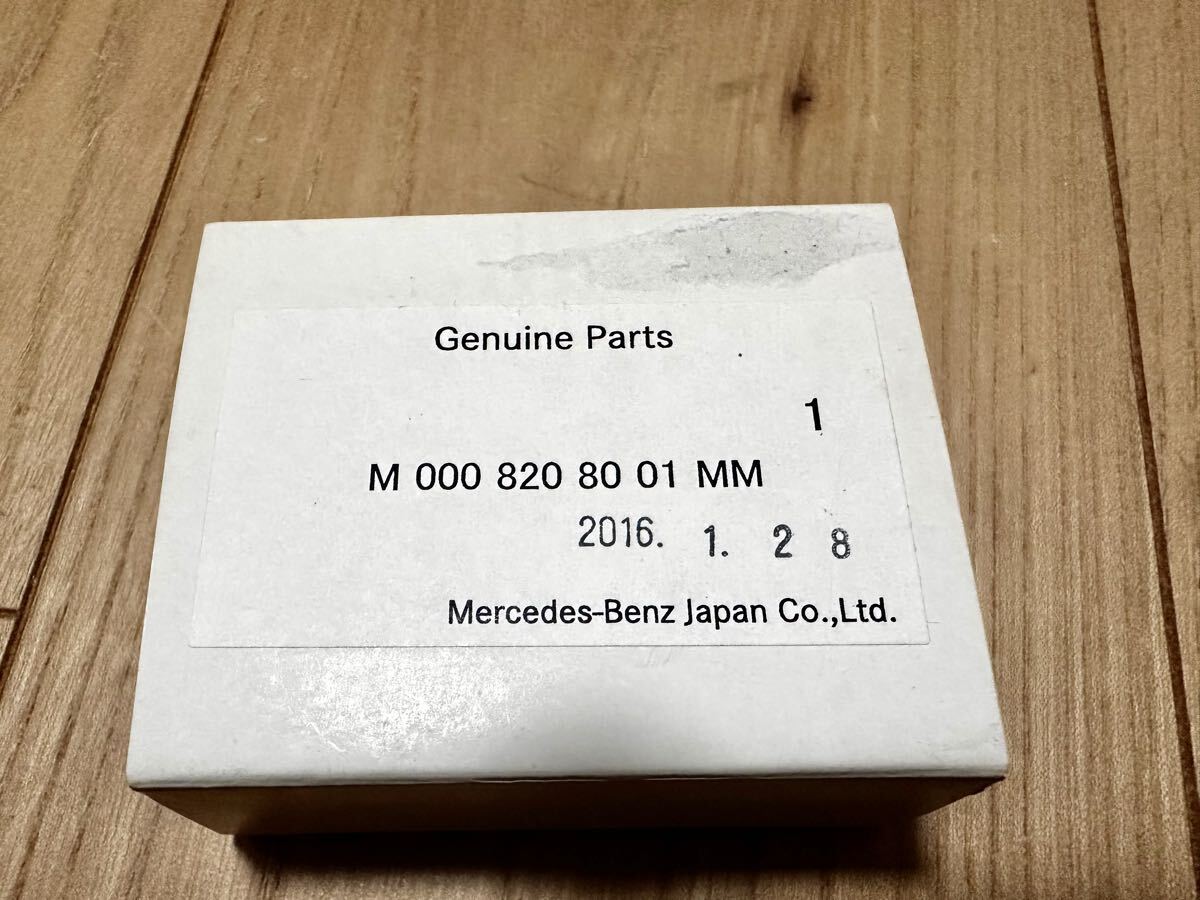 Genuine Parts
1
M 000 820 80 01 MM
2016. 1. 2 8
Mercedes-Benz Japan Co.,Ltd.